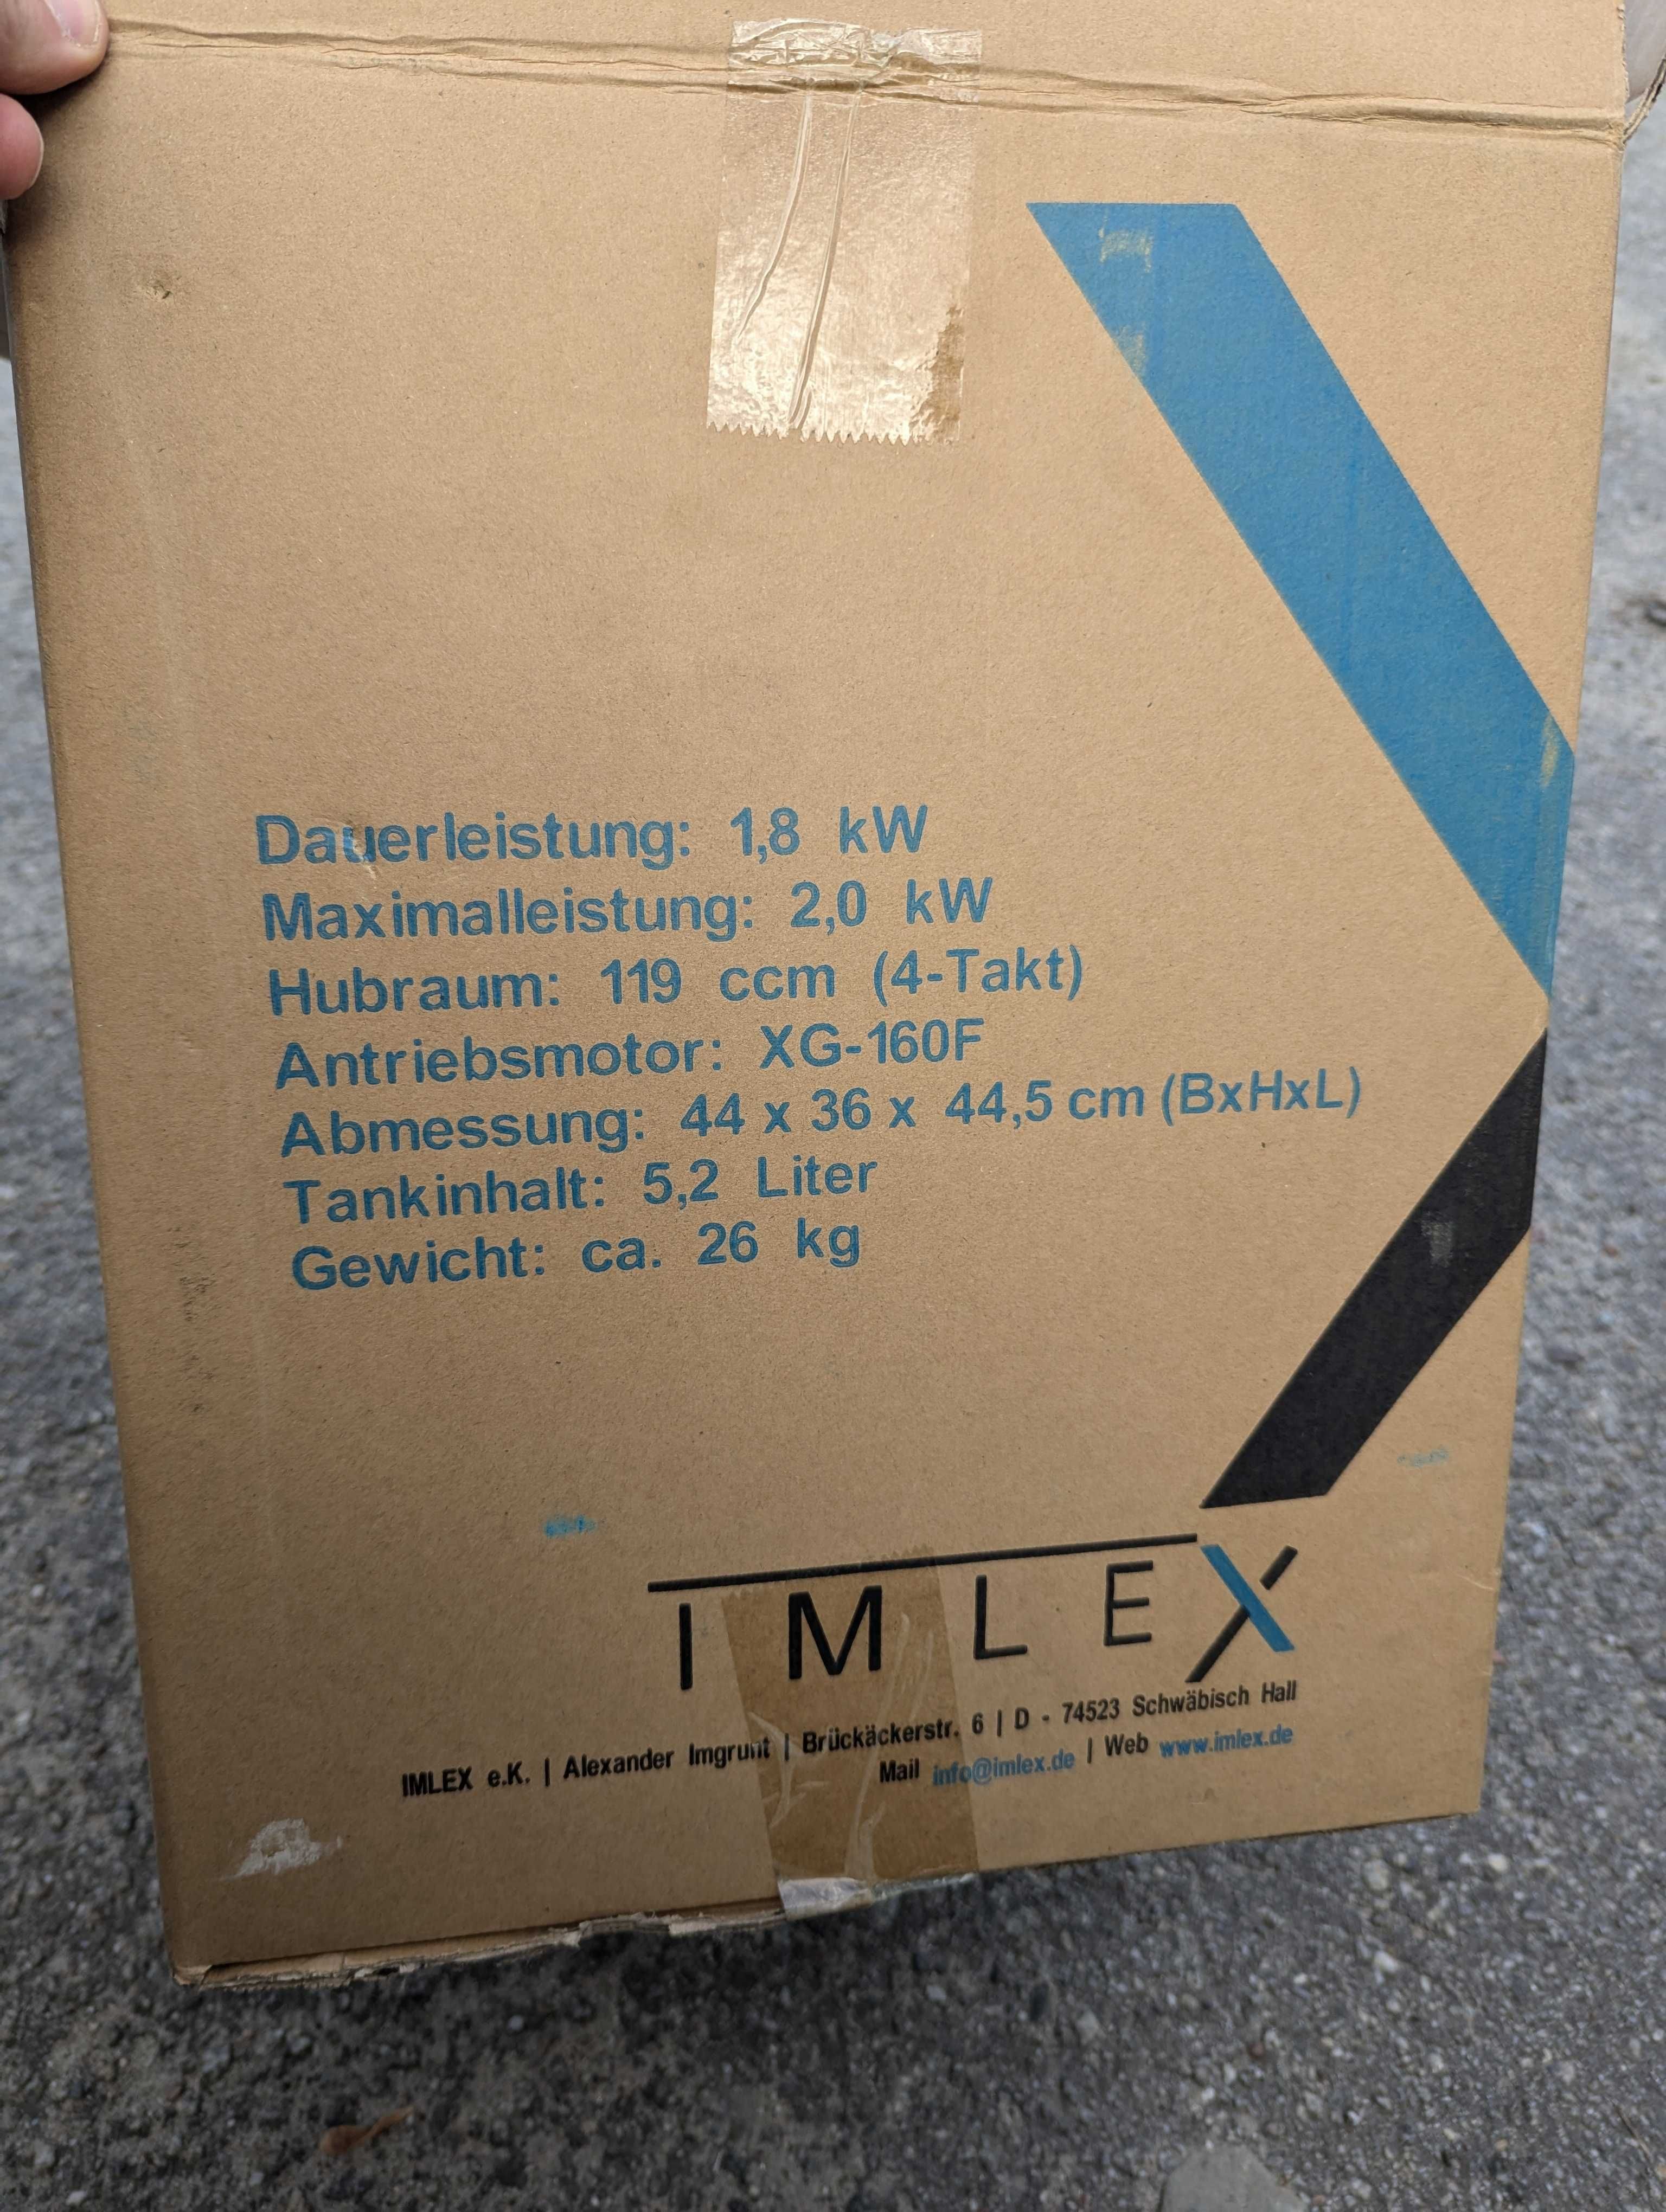 Dauerleistung: 1,8 kW
Maximalleistung: 2,0 kW
Hubraum: 119 ccm (4-Takt)
Antriebsmotor: XG-160F
Abmessung: 44 x 36 x 44,5 cm (BxHxL)
Tankinhalt: 5,2 Liter
Gewicht: ca. 26 kg
IMLEX
IMLEX e.K. | Alexander Imgrunt | Brückäckerstr. 6 | D - 74523 Schwäbisch Hall
Mail info@imlex.de | Web www.imlex.de